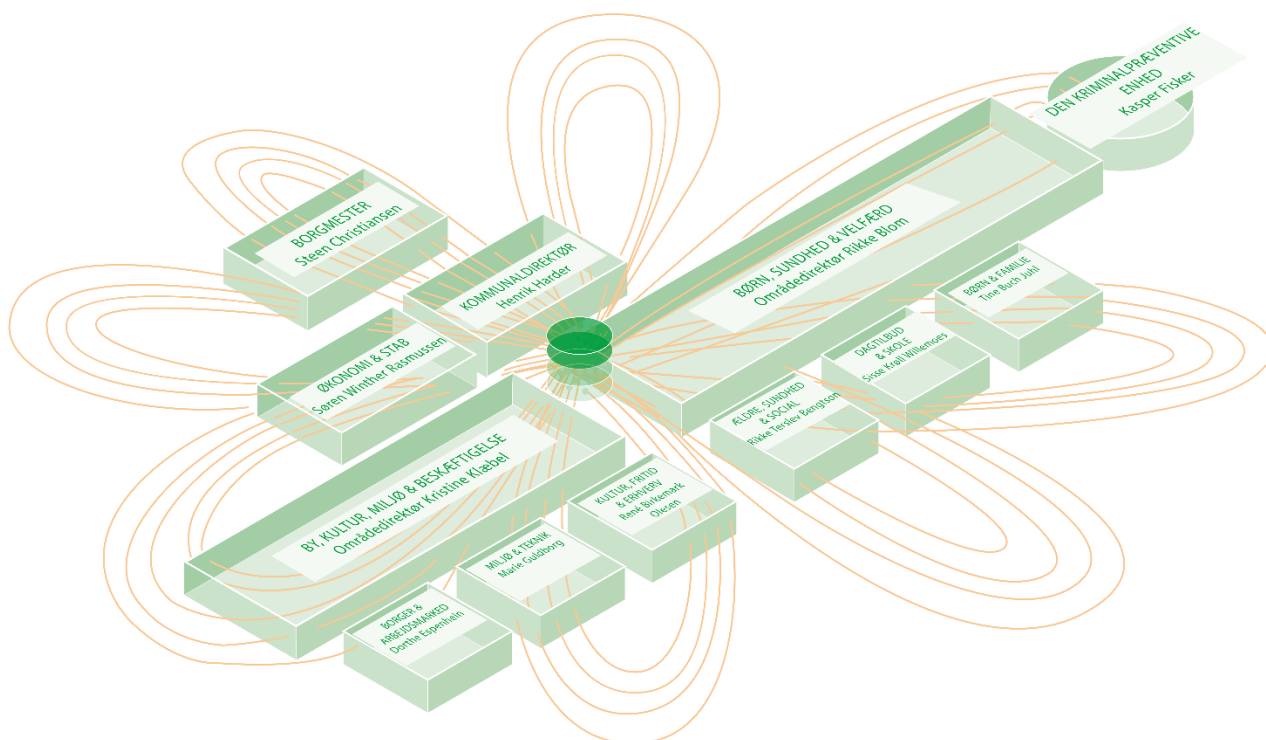 DEN KRIMINALPRÆVENTIVE
ENHED
Kasper Fisker
BORGMESTER
Steen Christiansen
KOMMUNALDIREKTØR
Henrik Harder
BØRN, SUNDHED & VELFÆRD
Områdedirektør Rikke Blom
BØRN & FAMILIE
Tine Buch Juhl
DAGTILBUD
& SKOLE
Sisse Krøll Willemoes
ÆLDRE, SUNDHED
& SOCIAL
Rikke Terslev Bengtson
ØKONOMI & STAB
Søren Winther Rasmussen
BY, KULTUR, MILJØ & BESKÆFTIGELSE
Områdedirektør Kristine Klæbel
KULTUR, FRITID
& ERHVERV
René Birkemark
Olesen
MILJØ & TEKNIK
Marie Guldborg
BORGER &
ARBEJDSMARKED
Dorthe Espenhein